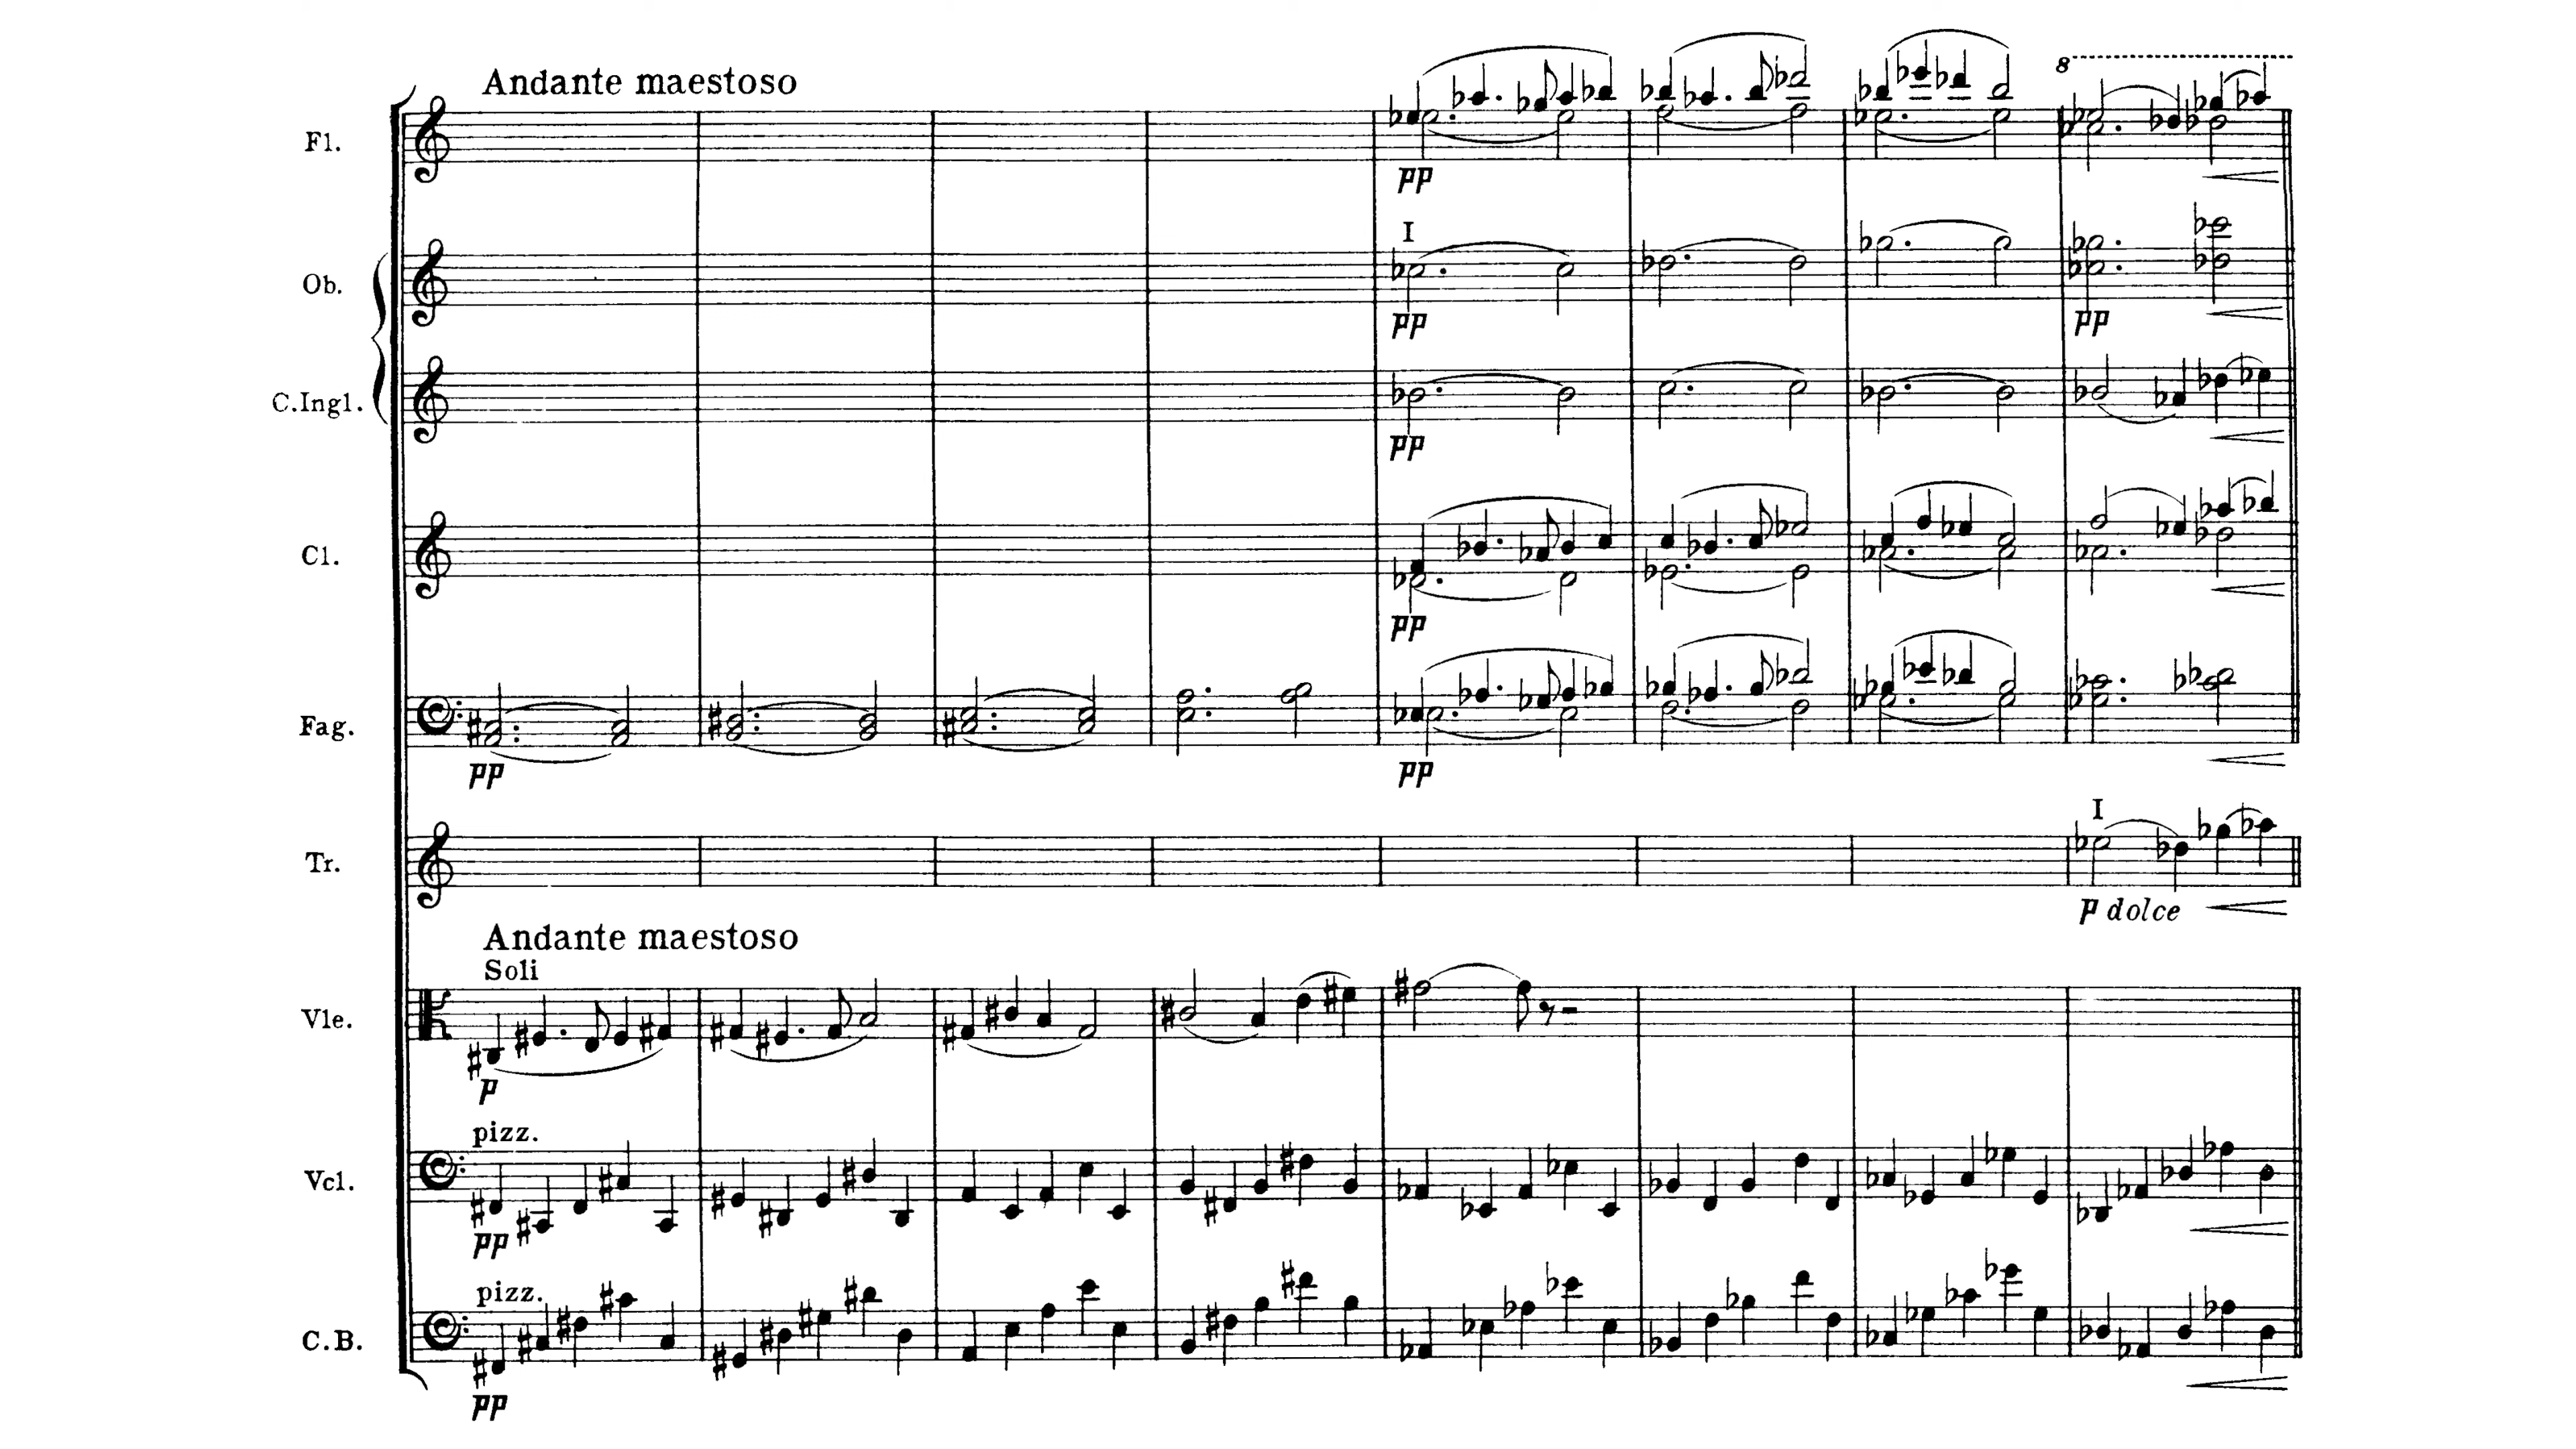 Andante maestoso
8
Fl.
pp
I
Ob.
pp
pp
C.Ingl.
pp
Cl.
pp
Fag.
pp
pp
I
Tr.
p dolce
Andante maestoso
Soli
Vle.
p
pizz.
Vcl.
pp
pizz.
C.B.
pp